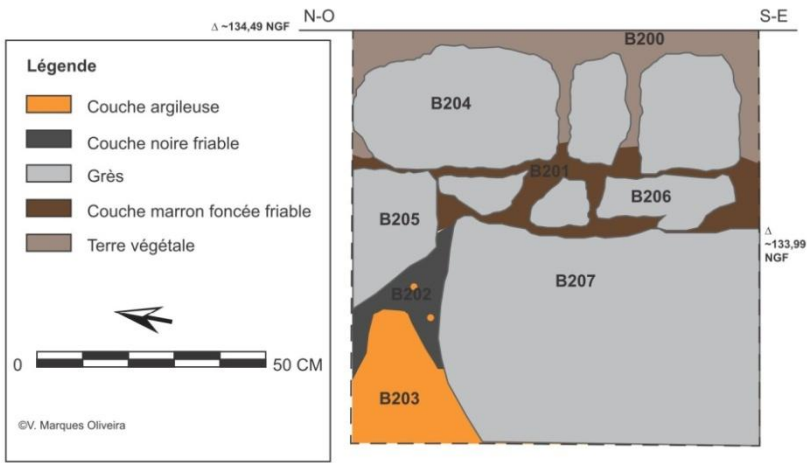 Δ ~134,49 NGF
N-O
S-E
Légende
Couche argileuse
Couche noire friable
Grès
Couche marron foncée friable
Terre végétale
0
50 CM
©V. Marques Oliveira
B200
B204
B201
B206
B205
Δ
~133,99
NGF
B202
B207
B203